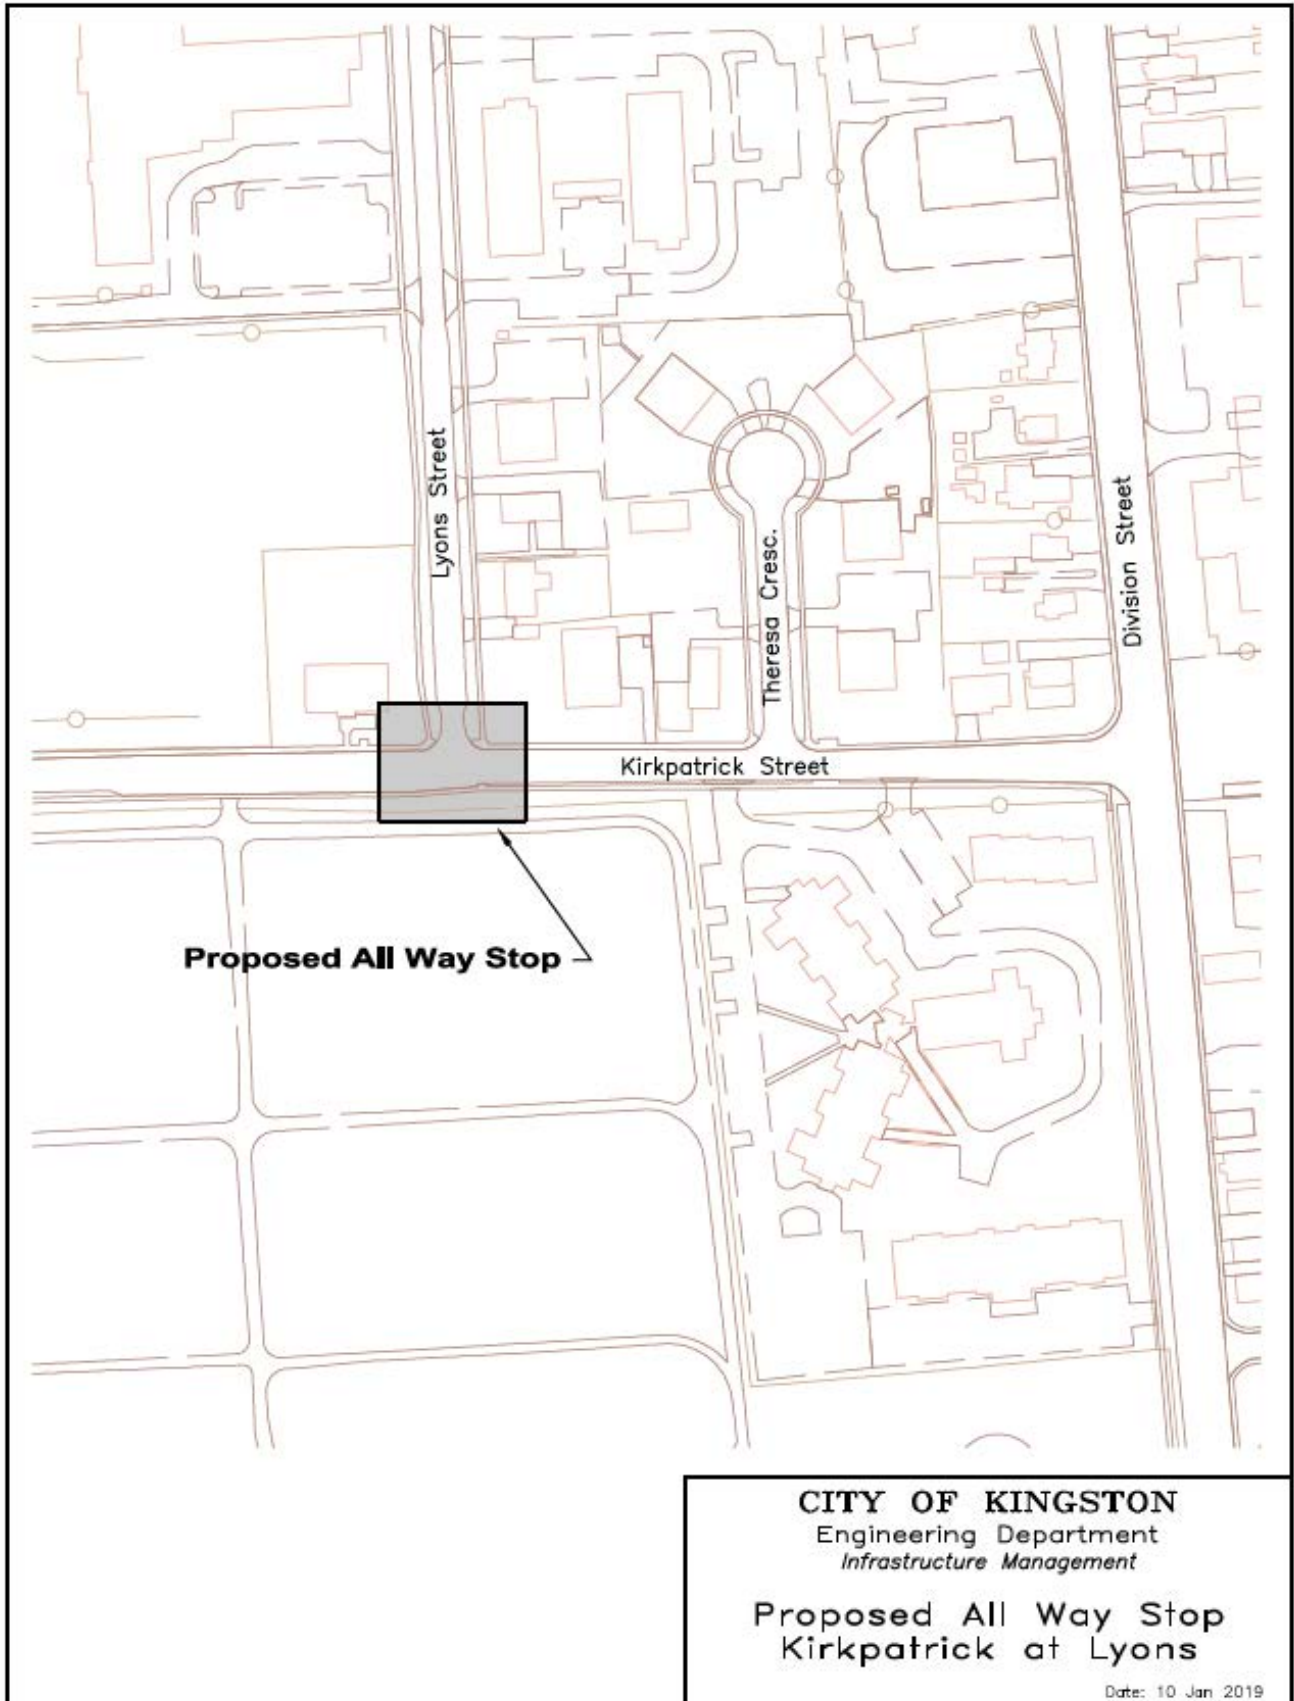 Lyons Street
Theresa Cresc.
Division Street
Kirkpatrick Street
Proposed All Way Stop
CITY OF KINGSTON
Engineering Department
Infrastructure Management
Proposed All Way Stop
Kirkpatrick at Lyons
Date: 10 Jan 2019